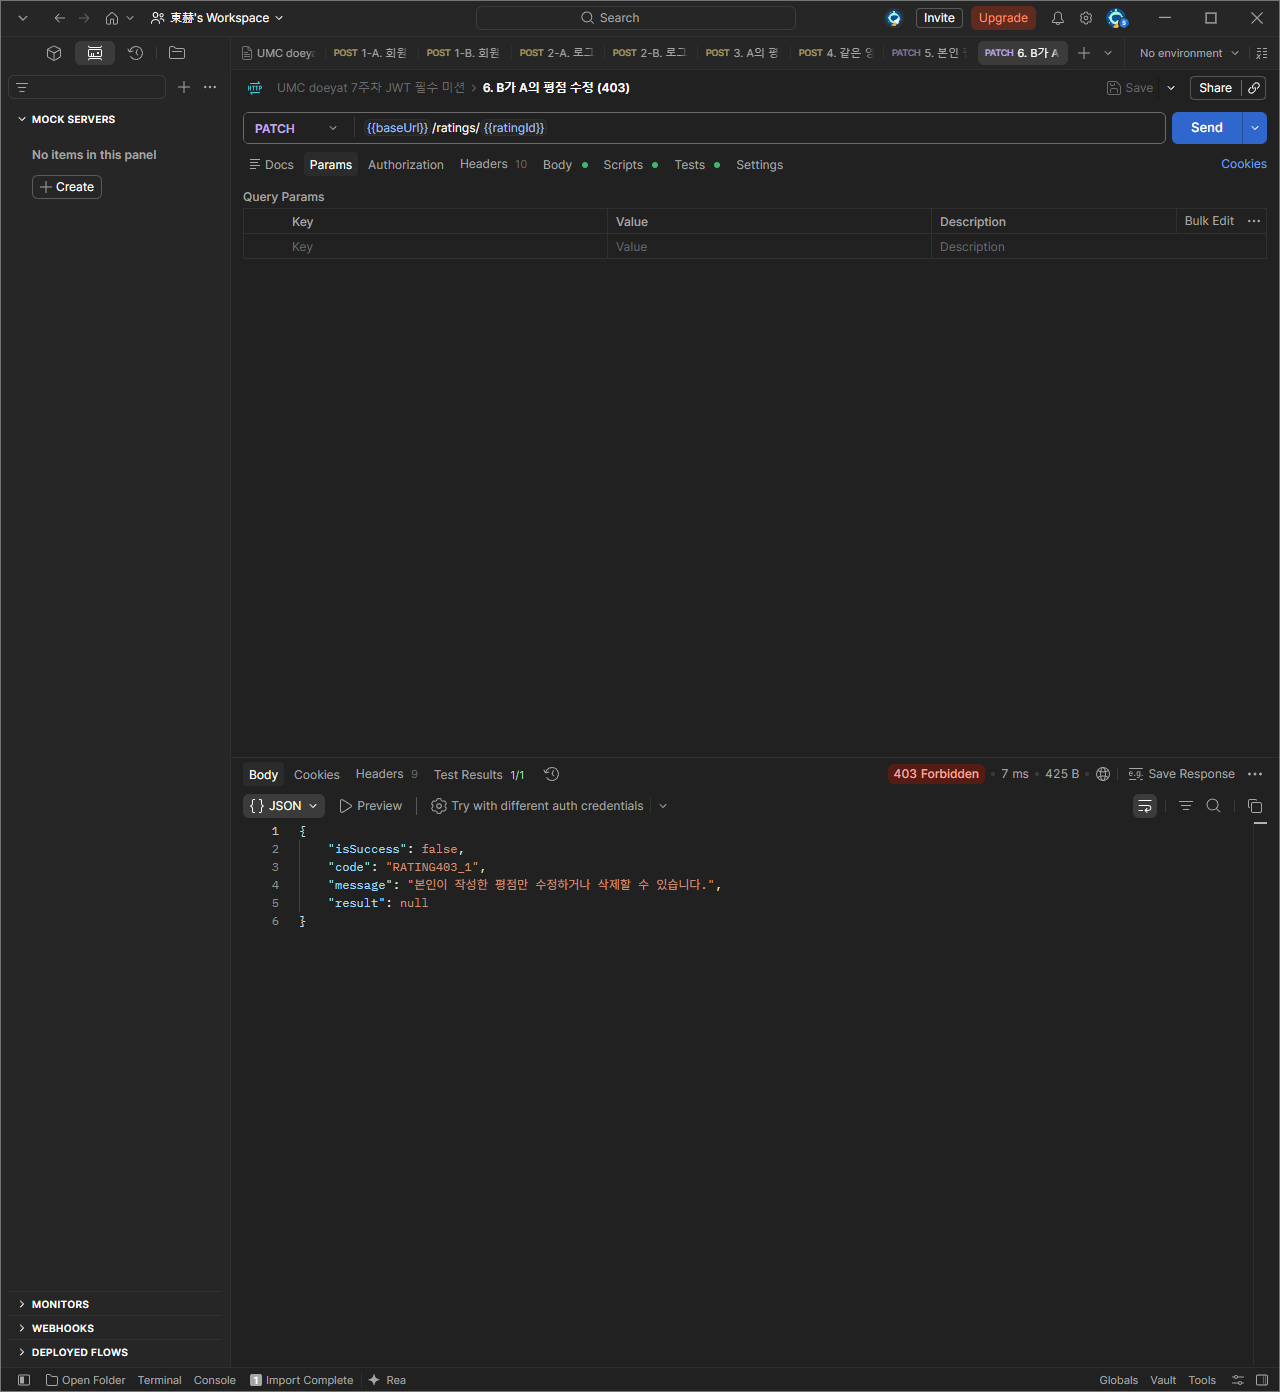 東赫's Workspace
Search
Invite
Upgrade
UMC doeya
POST 1-A. 회원
POST 1-B. 회원
POST 2-A. 로그
POST 2-B. 로그
POST 3. A의 평
POST 4. 같은 영
PATCH 5. 본인
PATCH 6. B가 A
No environment
UMC doeyat 7주차 JWT 필수 미션 > 6. B가 A의 평점 수정 (403)
Save
Share
MOCK SERVERS
No items in this panel
Create
PATCH
{{baseUrl}} /ratings/ {{ratingId}}
Send
Docs
Params
Authorization
Headers 10
Body
Scripts
Tests
Settings
Cookies
Query Params
Key Value Description Bulk Edit
Key Value Description
Body
Cookies
Headers 9
Test Results 1/1
403 Forbidden
7 ms
425 B
e.g.
Save Response
{} JSON
Preview
Try with different auth credentials
1 {
2 "isSuccess": false,
3 "code": "RATING403_1",
4 "message": "본인이 작성한 평점만 수정하거나 삭제할 수 있습니다.",
5 "result": null
6 }
MONITORS
WEBHOOKS
DEPLOYED FLOWS
Open Folder
Terminal
Console
1 Import Complete
Rea
Globals
Vault
Tools